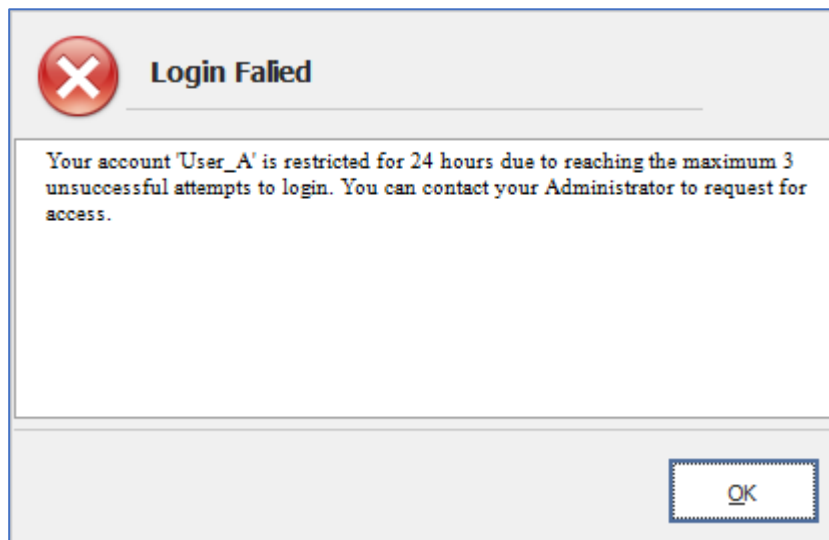 Login Falied
Your account 'User_A' is restricted for 24 hours due to reaching the maximum 3
unsuccessful attempts to login. You can contact your Administrator to request for
access.
OK